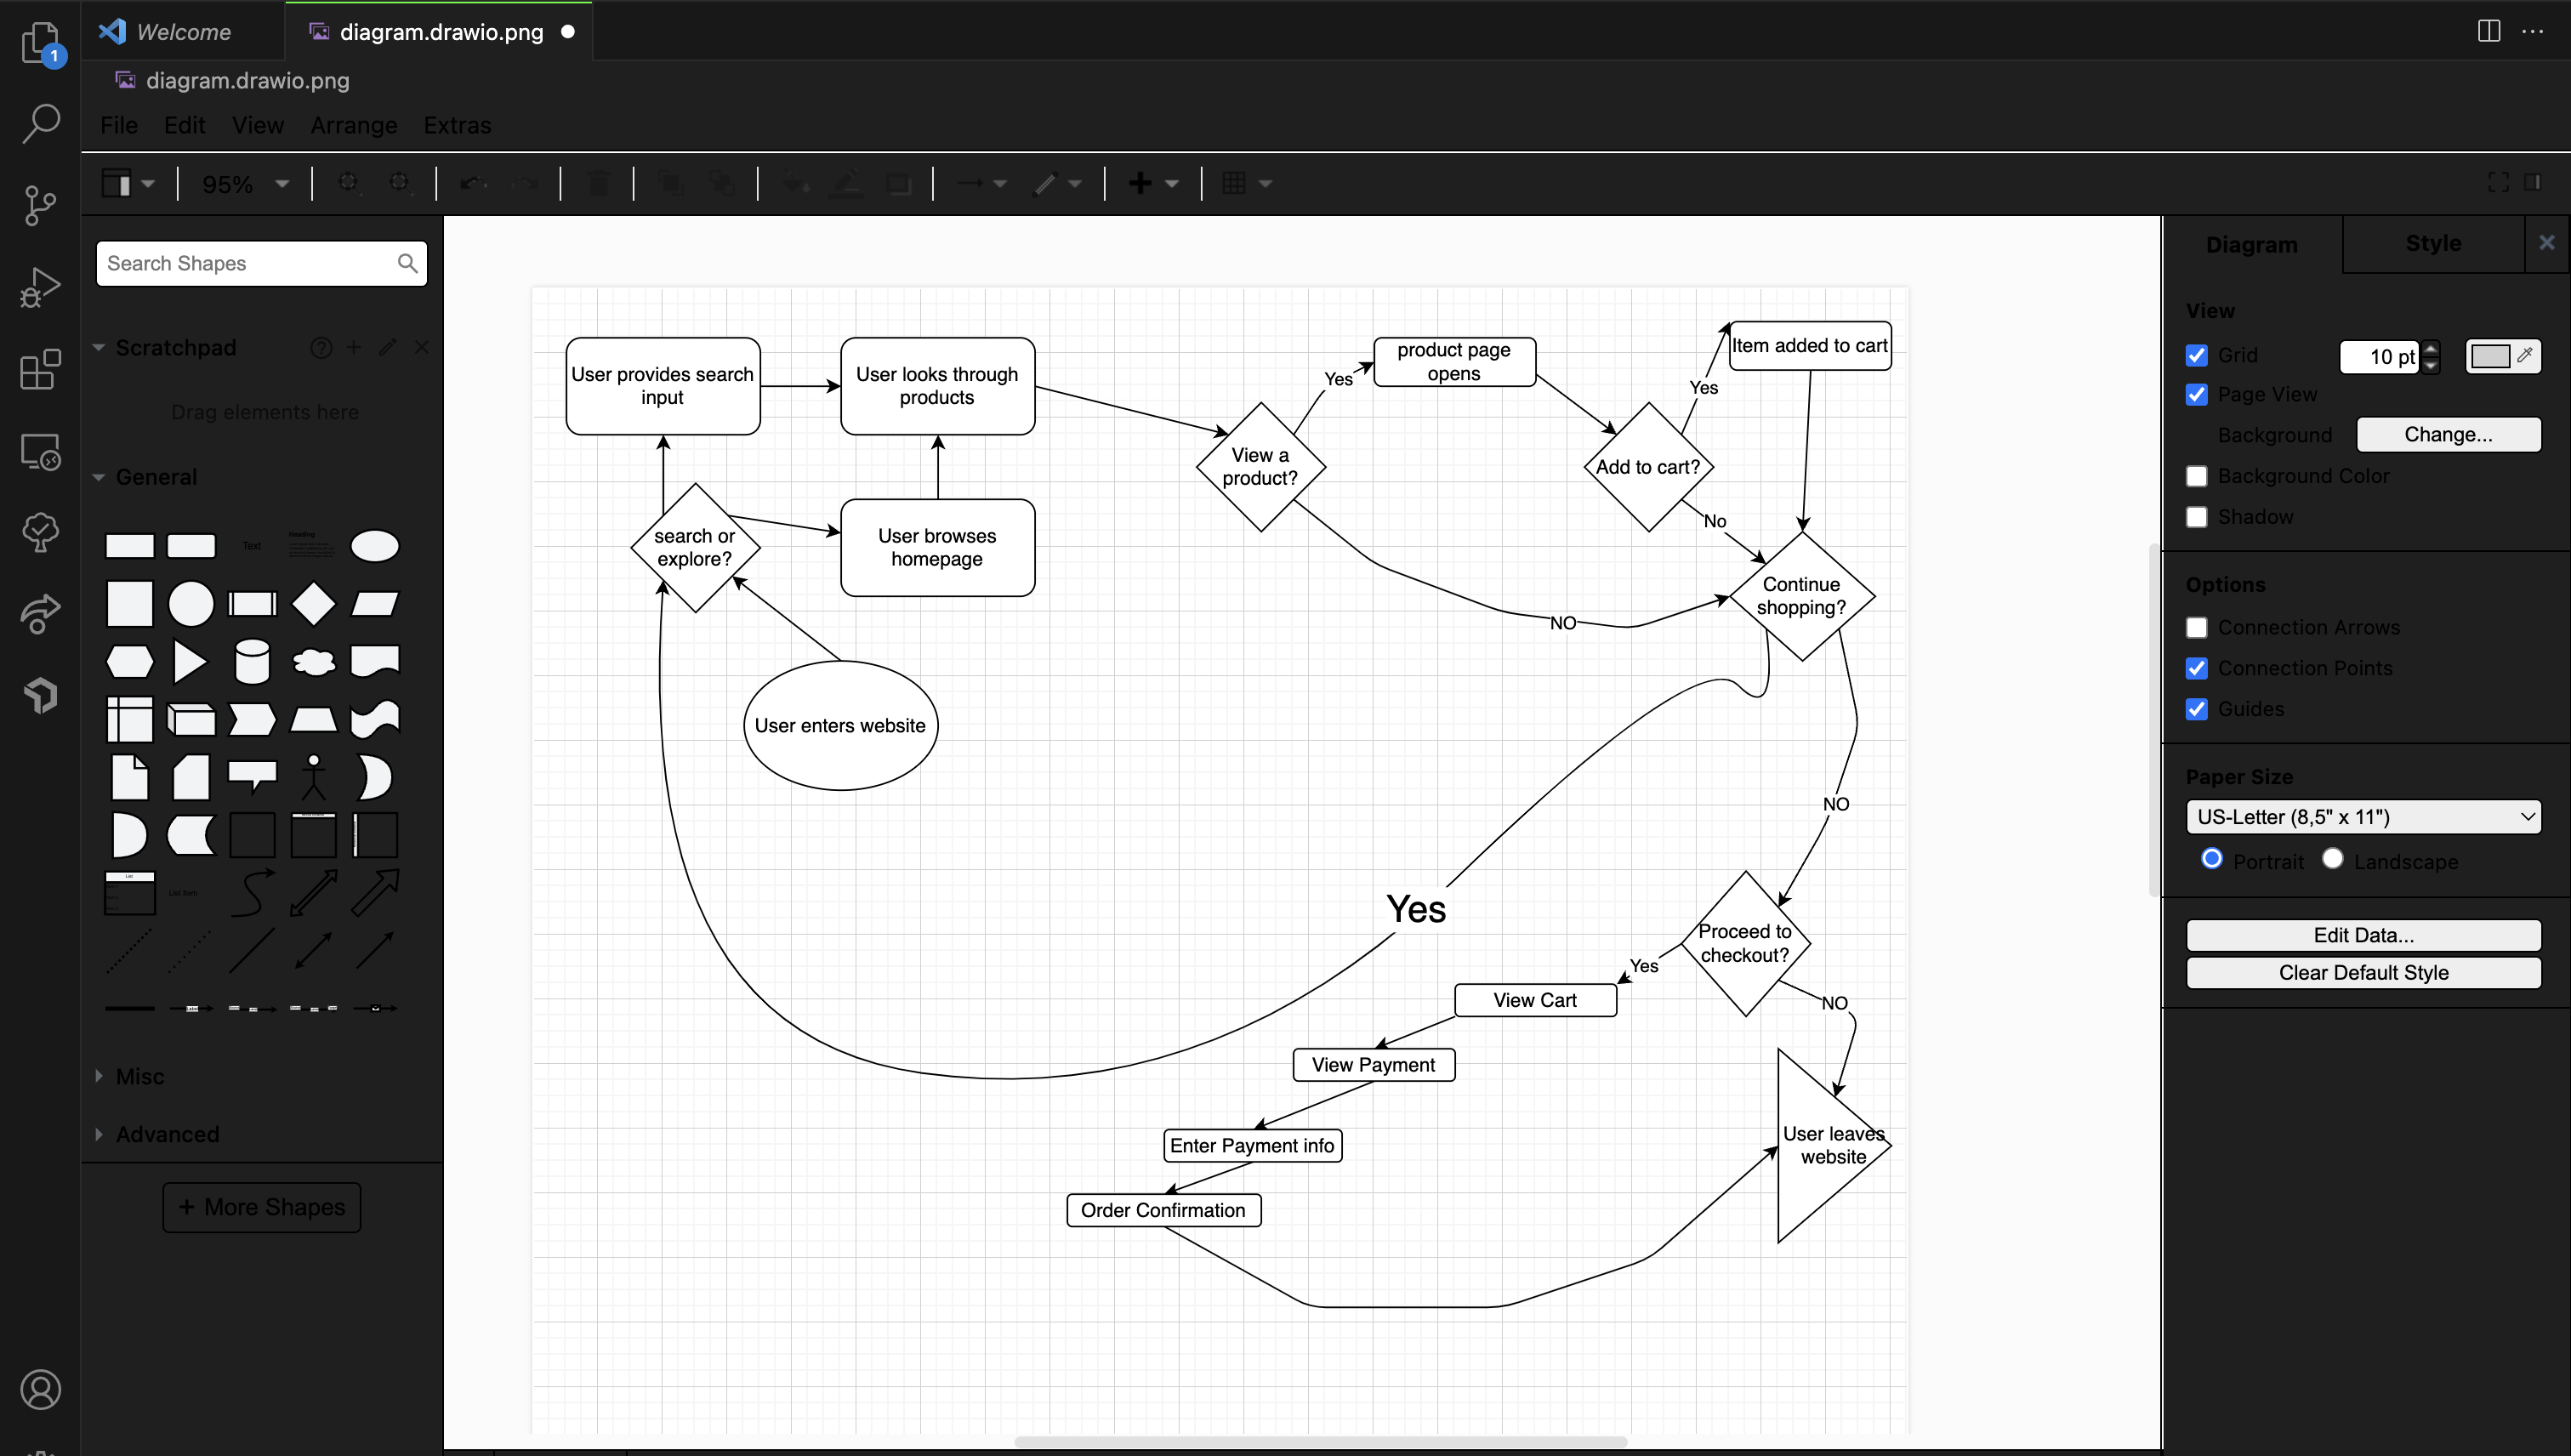 Welcome
diagram.drawio.png
1
diagram.drawio.png
File Edit View Arrange Extras
95%
Search Shapes
Scratchpad
Drag elements here
General
Text
Heading
List
List Item
Misc
Advanced
+ More Shapes
User provides search
input
User looks through
products
search or
explore?
User browses
homepage
User enters website
View a
product?
Yes
product page
opens
Add to cart?
Yes
Item added to cart
No
NO
Continue
shopping?
Yes
NO
Proceed to
checkout?
Yes
NO
View Cart
View Payment
Enter Payment info
Order Confirmation
User leaves
website
Diagram
Style
View
Grid
10 pt
Page View
Background
Change...
Background Color
Shadow
Options
Connection Arrows
Connection Points
Guides
Paper Size
US-Letter (8,5" x 11")
Portrait
Landscape
Edit Data...
Clear Default Style